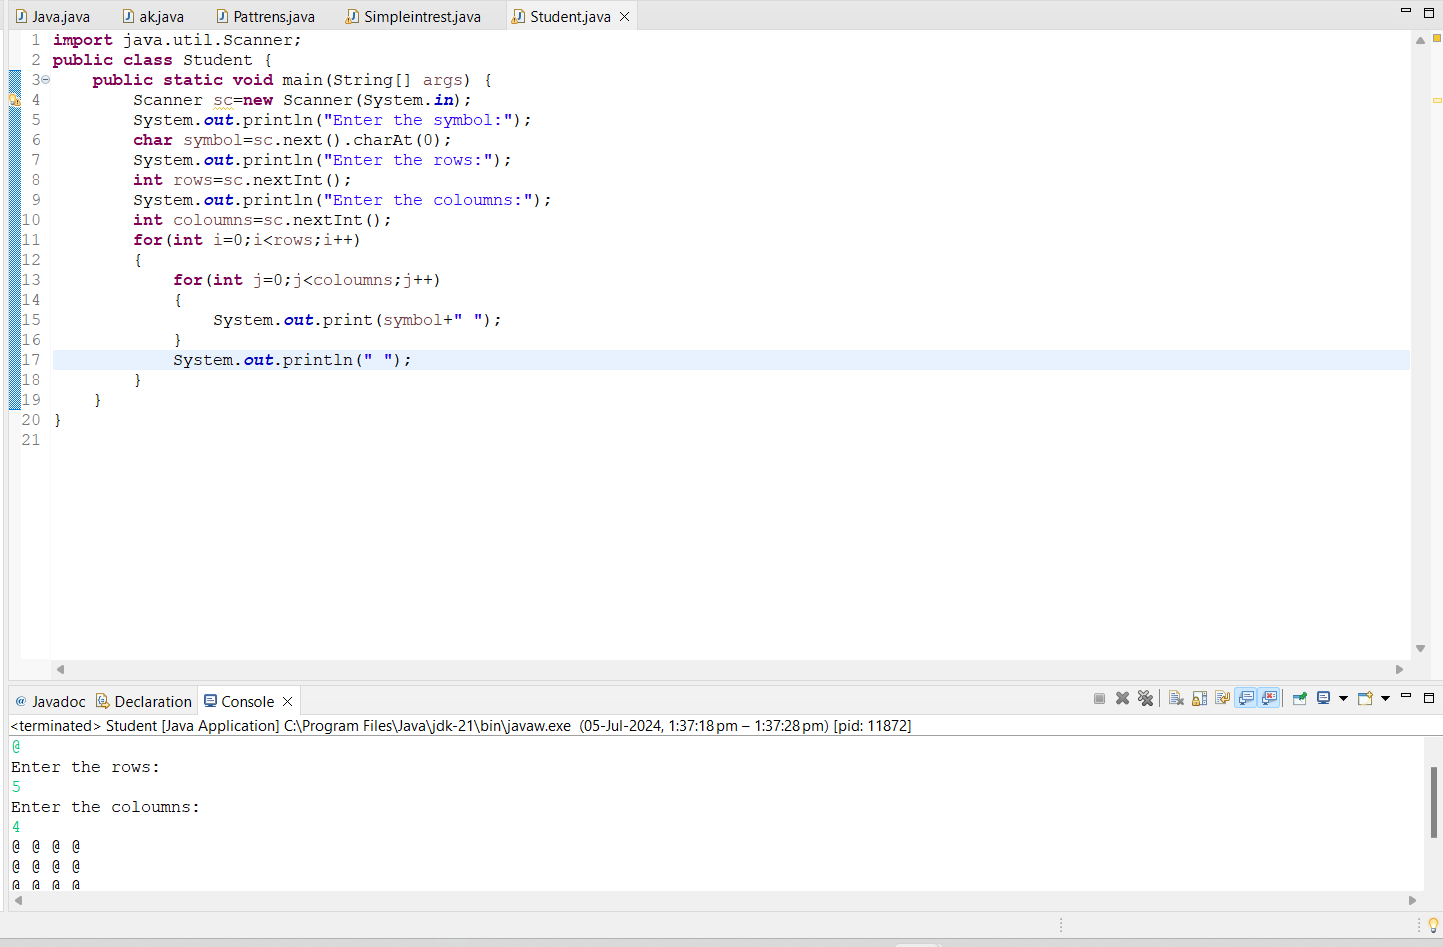 Java.java ak.java Pattrens.java Simpleintrest.java Student.java
1 import java.util.Scanner;
2 public class Student {
3 public static void main(String[] args) {
4 Scanner sc=new Scanner(System.in);
5 System.out.println("Enter the symbol:");
6 char symbol=sc.next().charAt(0);
7 System.out.println("Enter the rows:");
8 int rows=sc.nextInt();
9 System.out.println("Enter the coloumns:");
10 int coloumns=sc.nextInt();
11 for(int i=0;i<rows;i++)
12 {
13 for(int j=0;j<coloumns;j++)
14 {
15 System.out.print(symbol+" ");
16 }
17 System.out.println(" ");
18 }
19 }
20 }
21
@ Javadoc Declaration Console
<terminated> Student [Java Application] C:\Program Files\Java\jdk-21\bin\javaw.exe (05-Jul-2024, 1:37:18 pm – 1:37:28 pm) [pid: 11872]
@
Enter the rows:
5
Enter the coloumns:
4
@ @ @ @
@ @ @ @
@ @ @ @